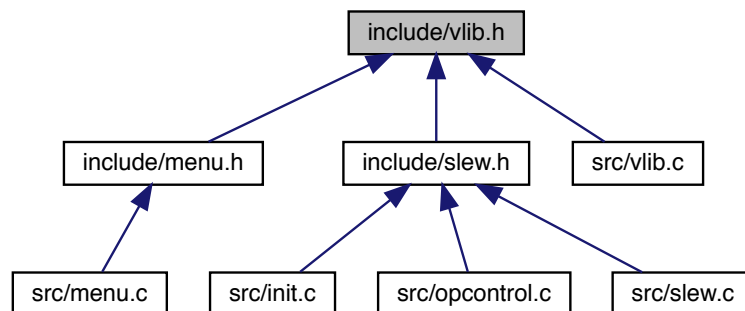 include/vlib.h
include/menu.h
include/slew.h
src/vlib.c
src/menu.c
src/init.c
src/opcontrol.c
src/slew.c